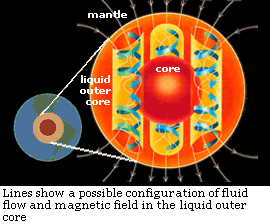 mantle
core
liquid
outer
core
Lines show a possible configuration of fluid
flow and magnetic field in the liquid outer
core